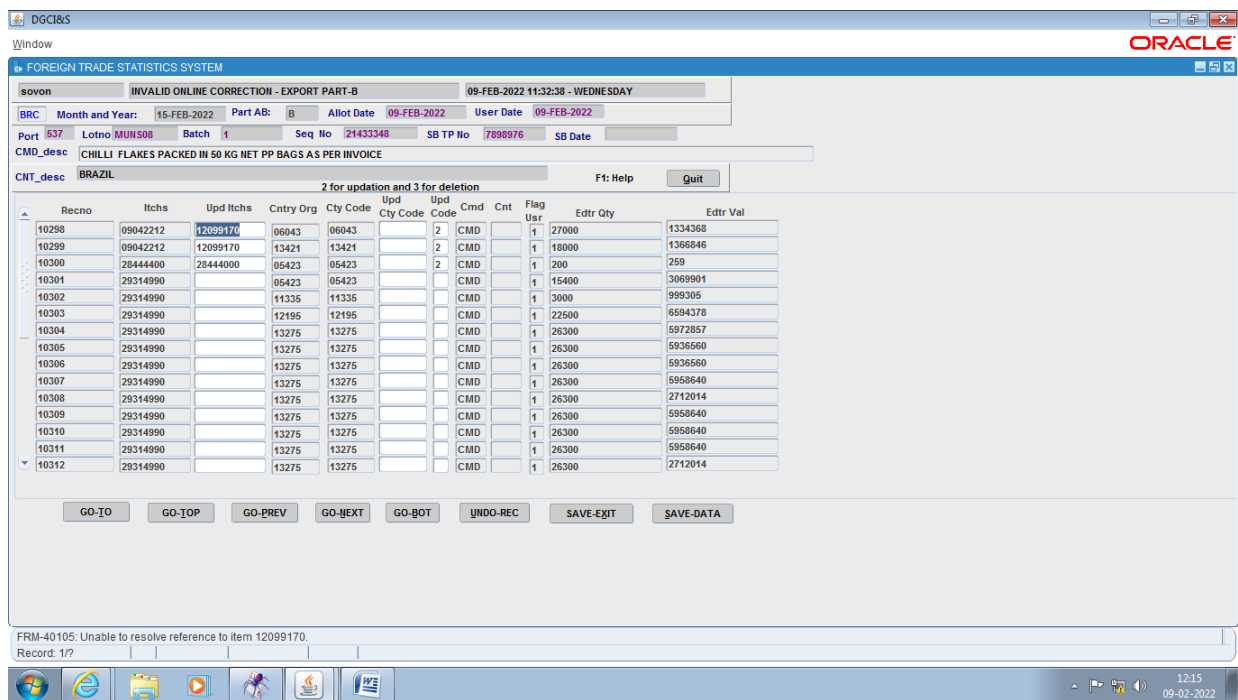 DGCI&S
Window
ORACLE
FOREIGN TRADE STATISTICS SYSTEM
sovon INVALID ONLINE CORRECTION - EXPORT PART-B 09-FEB-2022 11:32:38 - WEDNESDAY
BRC Month and Year: 15-FEB-2022 Part AB: B Allot Date 09-FEB-2022 User Date 09-FEB-2022
Port 537 Lotno MUNS08 Batch 1 Seq No 21433348 SB TP No 7898976 SB Date
CMD_desc CHILLI FLAKES PACKED IN 50 KG NET PP BAGS AS PER INVOICE
CNT_desc BRAZIL F1: Help Quit
2 for updation and 3 for deletion
Recno Itchs Upd Itchs Cntry Org Cty Code Upd Cty Code Upd Code Cmd Cnt Flag Usr Edtr Qty Edtr Val
10298 09042212 12099170 06043 06043 2 CMD 1 27000 1334368
10299 09042212 12099170 13421 13421 2 CMD 1 18000 1366846
10300 28444400 28444000 05423 05423 2 CMD 1 200 259
10301 29314990 05423 05423 CMD 1 15400 3069901
10302 29314990 11335 11335 CMD 1 3000 999305
10303 29314990 12195 12195 CMD 1 22500 6594378
10304 29314990 13275 13275 CMD 1 26300 5972857
10305 29314990 13275 13275 CMD 1 26300 5936560
10306 29314990 13275 13275 CMD 1 26300 5936560
10307 29314990 13275 13275 CMD 1 26300 5958640
10308 29314990 13275 13275 CMD 1 26300 2712014
10309 29314990 13275 13275 CMD 1 26300 5958640
10310 29314990 13275 13275 CMD 1 26300 5958640
10311 29314990 13275 13275 CMD 1 26300 5958640
10312 29314990 13275 13275 CMD 1 26300 2712014
GO-TO GO-TOP GO-PREV GO-NEXT GO-BOT UNDO-REC SAVE-EXIT SAVE-DATA
FRM-40105: Unable to resolve reference to item 12099170.
Record: 1/?
12:15
09-02-2022